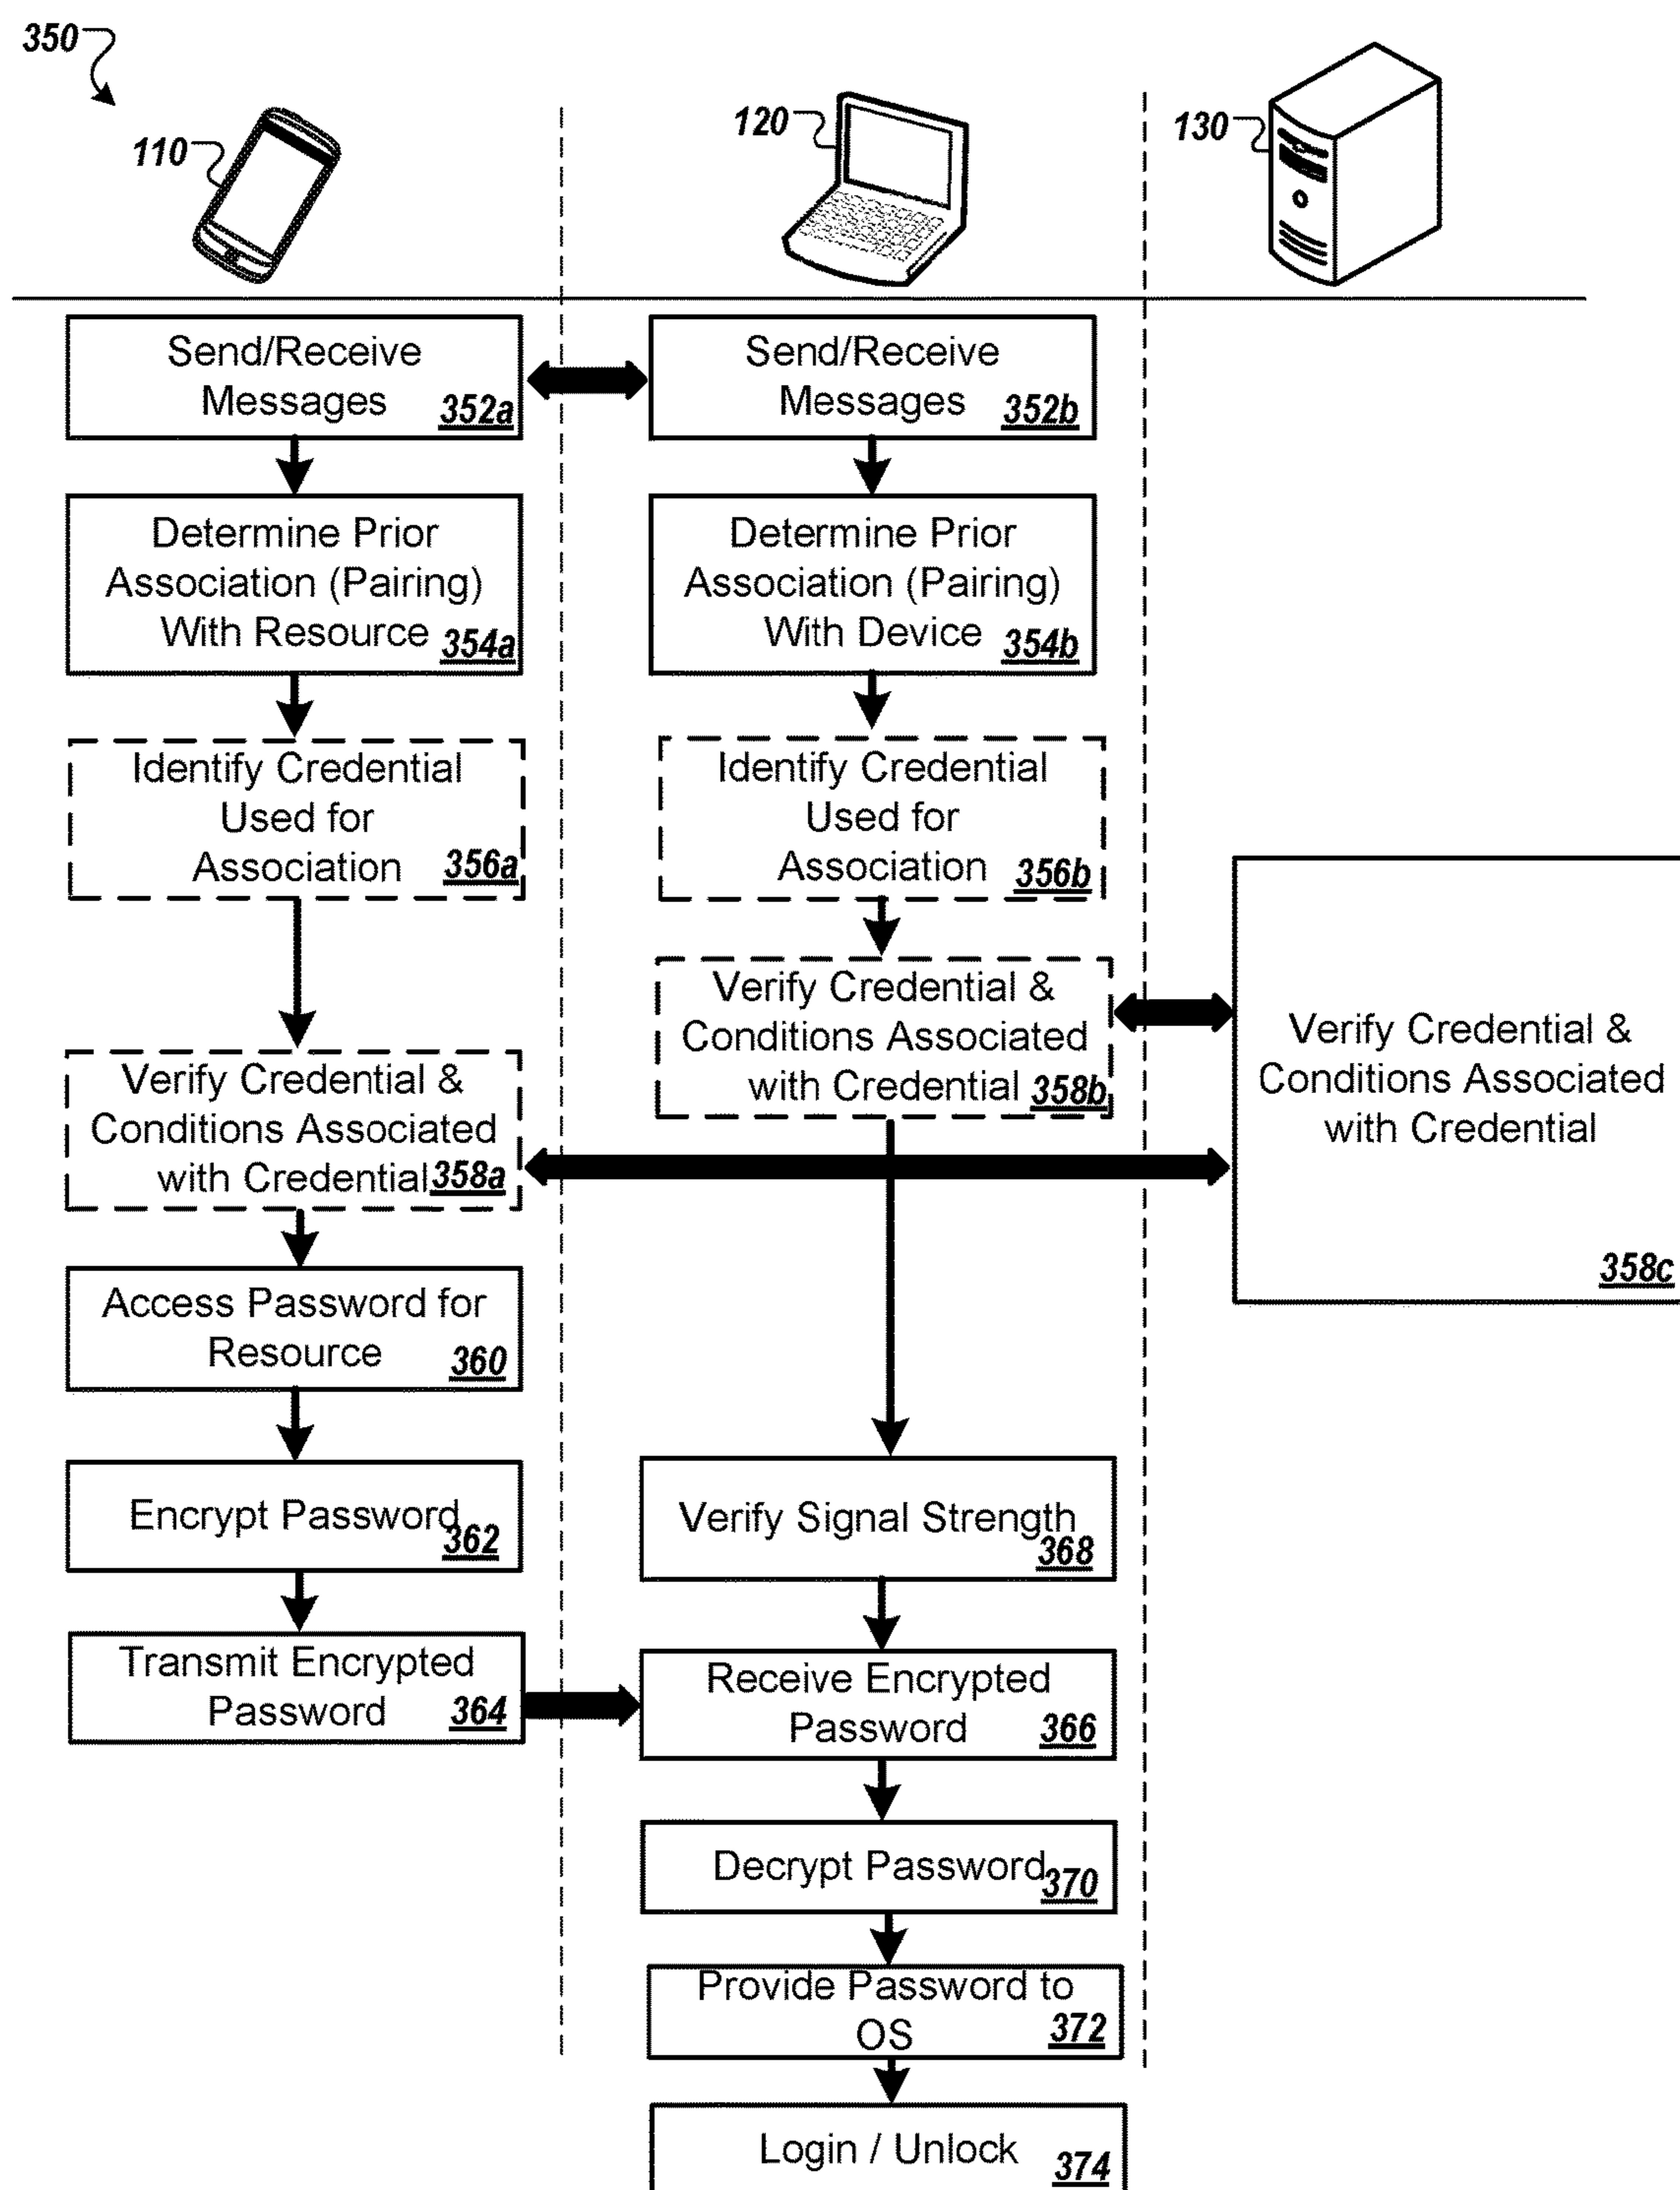 350
110
120
130
Send/Receive
Messages 352a
Send/Receive
Messages 352b
Determine Prior
Association (Pairing)
With Resource 354a
Determine Prior
Association (Pairing)
With Device 354b
Identify Credential
Used for
Association 356a
Identify Credential
Used for
Association 356b
Verify Credential &
Conditions Associated
with Credential 358b
Verify Credential &
Conditions Associated
with Credential
358c
Verify Credential &
Conditions Associated
with Credential 358a
Access Password for
Resource 360
Encrypt Password 362
Verify Signal Strength 368
Transmit Encrypted
Password 364
Receive Encrypted
Password 366
Decrypt Password 370
Provide Password to
OS 372
Login / Unlock 374